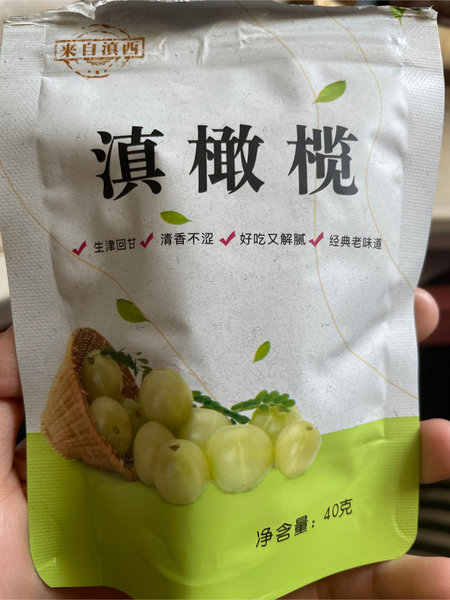 来自滇西
滇橄榄
生津回甘 清香不涩 好吃又解腻 经典老味道
净含量：40克